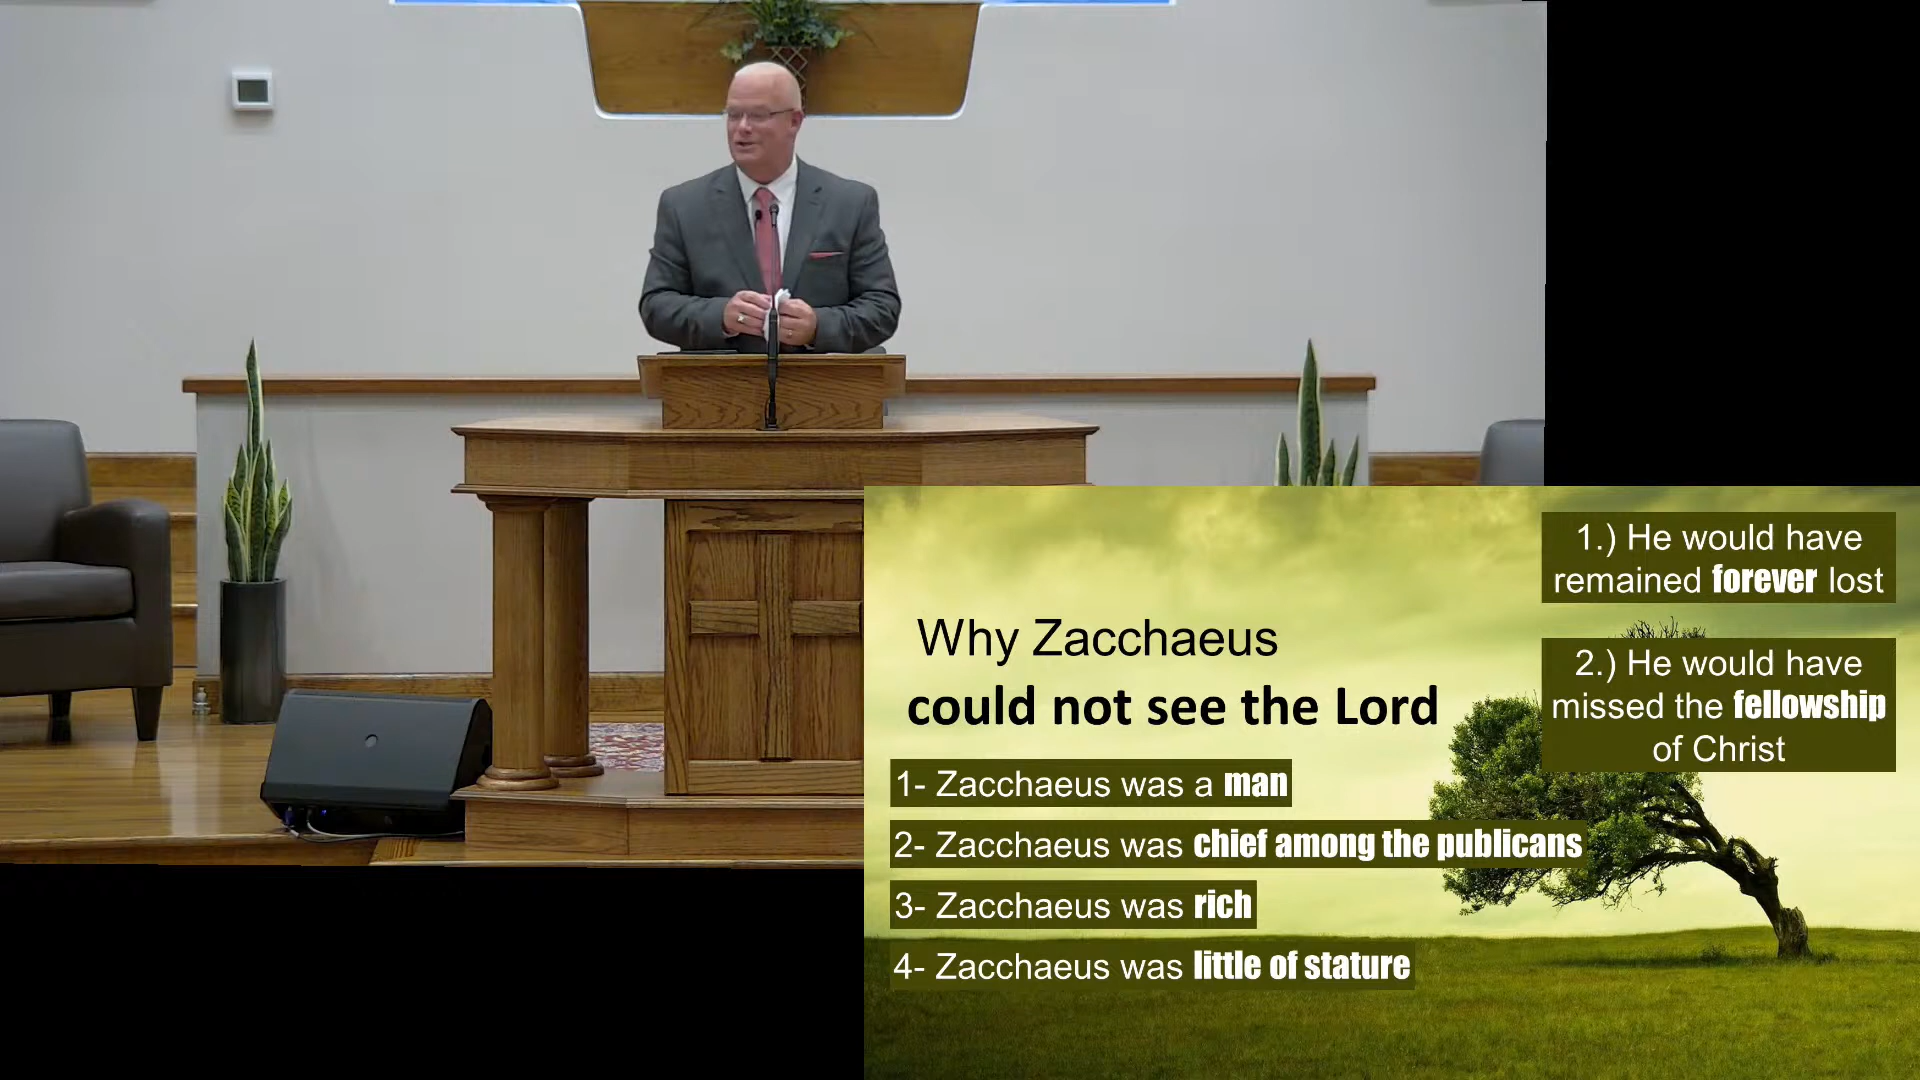 Why Zacchaeus
could not see the Lord
1- Zacchaeus was a man
2- Zacchaeus was chief among the publicans
3- Zacchaeus was rich
4- Zacchaeus was little of stature
1.) He would have
remained forever lost
2.) He would have
missed the fellowship
of Christ